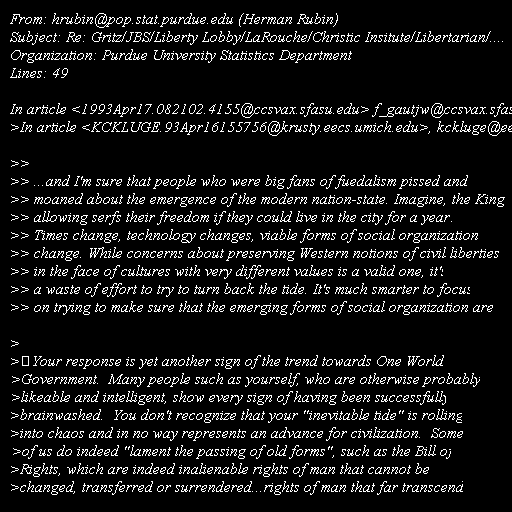 From: hrubin@pop.stat.purdue.edu (Herman Rubin)
Subject: Re: Gritz/JBS/Liberty Lobby/LaRouche/Christic Insitute/Libertarian/....
Organization: Purdue University Statistics Department
Lines: 49

In article <1993Apr17.082102.4155@ccsvax.sfasu.edu> f_gautjw@ccsvax.sfas
>In article <KCKLUGE.93Apr16155756@krusty.eecs.umich.edu>, kckluge@ee

>>
>> ...and I'm sure that people who were big fans of fuedalism pissed and
>> moaned about the emergence of the modern nation-state. Imagine, the King
>> allowing serfs their freedom if they could live in the city for a year.
>> Times change, technology changes, viable forms of social organization
>> change. While concerns about preserving Western notions of civil liberties
>> in the face of cultures with very different values is a valid one, it's
>> a waste of effort to try to turn back the tide. It's much smarter to focus
>> on trying to make sure that the emerging forms of social organization are

>
> Your response is yet another sign of the trend towards One World
>Government.  Many people such as yourself, who are otherwise probably
>likeable and intelligent, show every sign of having been successfully
>brainwashed.  You don't recognize that your "inevitable tide" is rolling
>into chaos and in no way represents an advance for civilization.  Some
>of us do indeed "lament the passing of old forms", such as the Bill of
>Rights, which are indeed inalienable rights of man that cannot be
>changed, transferred or surrendered...rights of man that far transcend